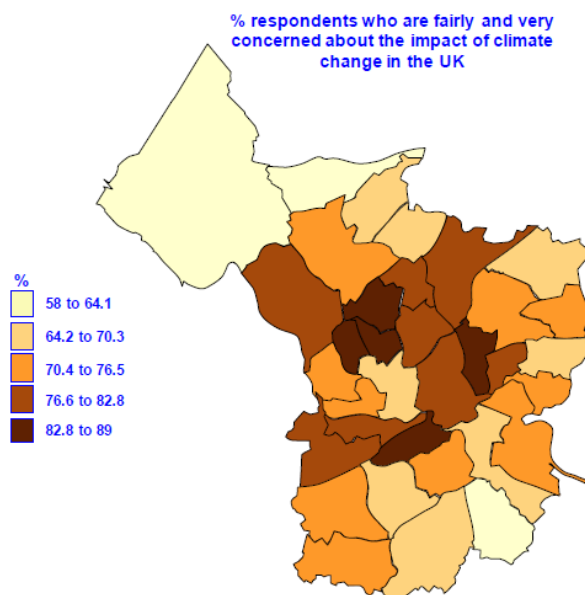 % respondents who are fairly and very
concerned about the impact of climate
change in the UK
%
58 to 64.1
64.2 to 70.3
70.4 to 76.5
76.6 to 82.8
82.8 to 89